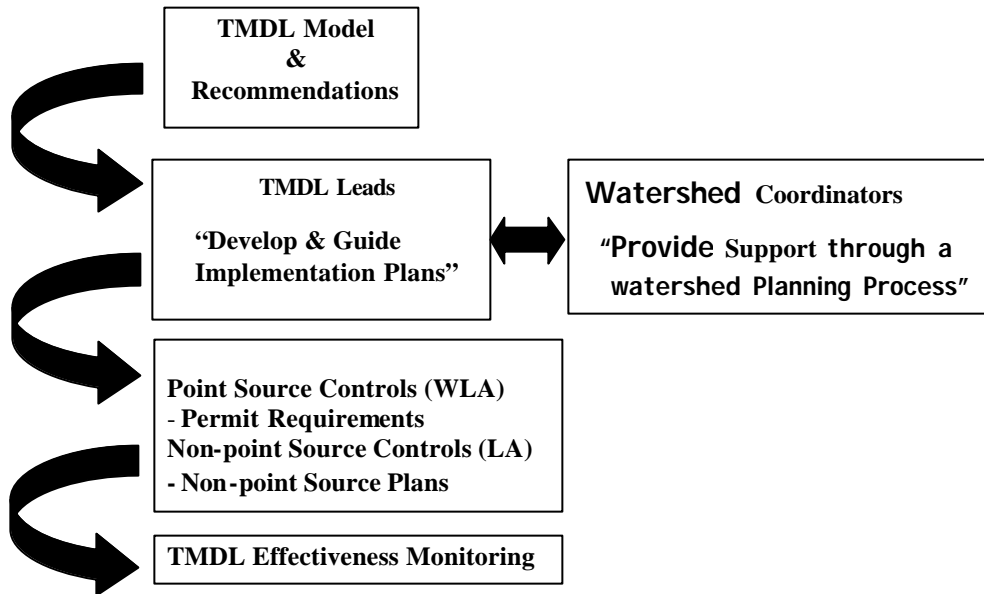 TMDL Model
&
Recommendations
TMDL Leads
“Develop & Guide
Implementation Plans”
Watershed Coordinators
“Provide Support through a
watershed Planning Process”
Point Source Controls (WLA)
- Permit Requirements
Non-point Source Controls (LA)
- Non-point Source Plans
TMDL Effectiveness Monitoring